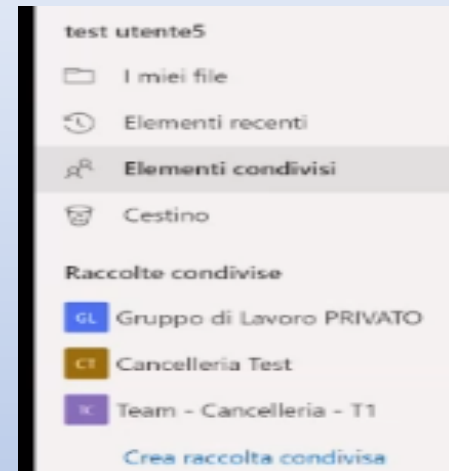 test utente5
I miei file
Elementi recenti
Elementi condivisi
Cestino
Raccolte condivise
GL Gruppo di Lavoro PRIVATO
CT Cancelleria Test
TC Team - Cancelleria - T1
Crea raccolta condivisa